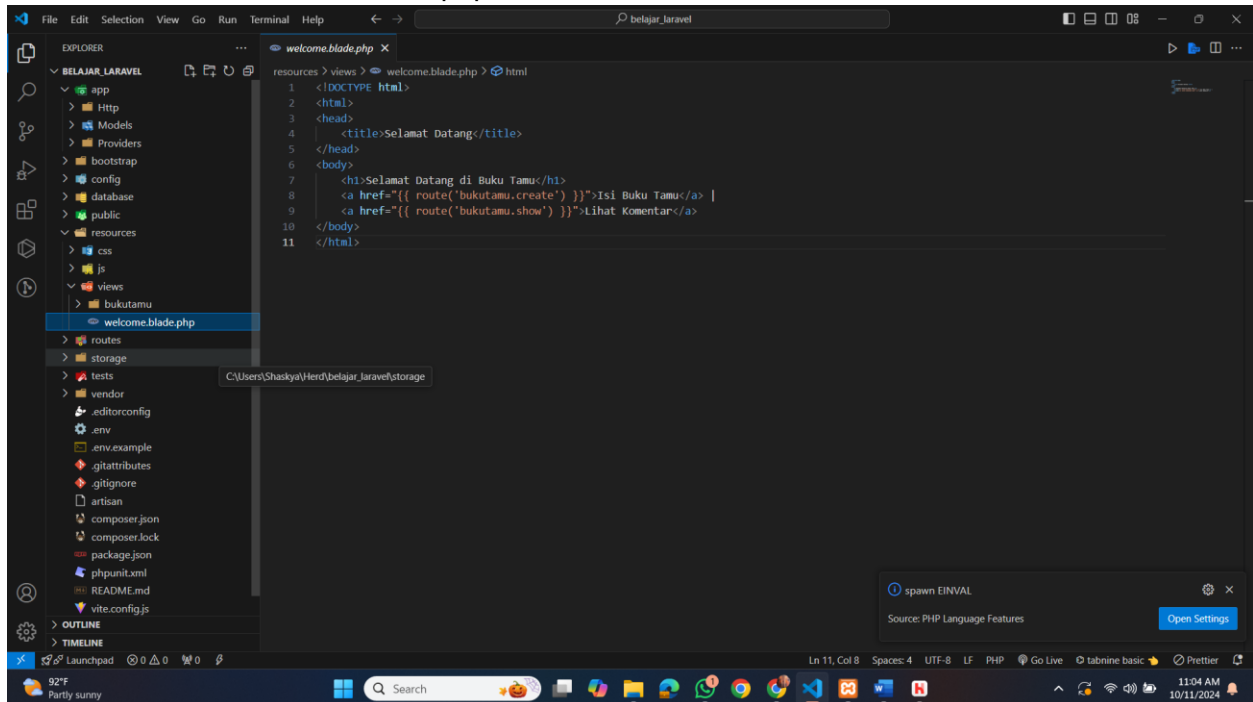 File Edit Selection View Go Run Terminal Help
belajar_laravel
EXPLORER
BELAJAR_LARAVEL
app
Http
Models
Providers
bootstrap
config
database
public
resources
css
js
views
bukutamu
welcome.blade.php
routes
storage
tests
vendor
.editorconfig
.env
.env.example
.gitattributes
.gitignore
artisan
composer.json
composer.lock
package.json
phpunit.xml
README.md
vite.config.js
OUTLINE
TIMELINE
C:\Users\Shaskya\Herd\belajar_laravel\storage
welcome.blade.php
resources > views > welcome.blade.php > html
1 <!DOCTYPE html>
2 <html>
3 <head>
4 <title>Selamat Datang</title>
5 </head>
6 <body>
7 <h1>Selamat Datang di Buku Tamu</h1>
8 <a href="{{ route('bukutamu.create') }}">Isi Buku Tamu</a> |
9 <a href="{{ route('bukutamu.show') }}">Lihat Komentar</a>
10 </body>
11 </html>
spawn EINVAL
Source: PHP Language Features
Open Settings
Launchpad 0 0 0 Ln 11, Col 8 Spaces: 4 UTF-8 LF PHP Go Live tabnine basic Prettier
92°F
Partly sunny
Search
11:04 AM
10/11/2024